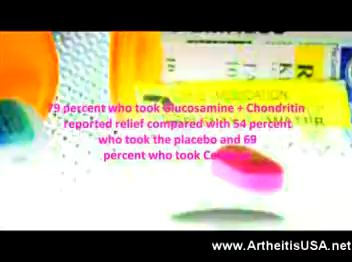 79 percent who took Glucosamine + Chondritin
reported relief compared with 54 percent
who took the placebo and 69
percent who took
www.ArtheitisUSA.net